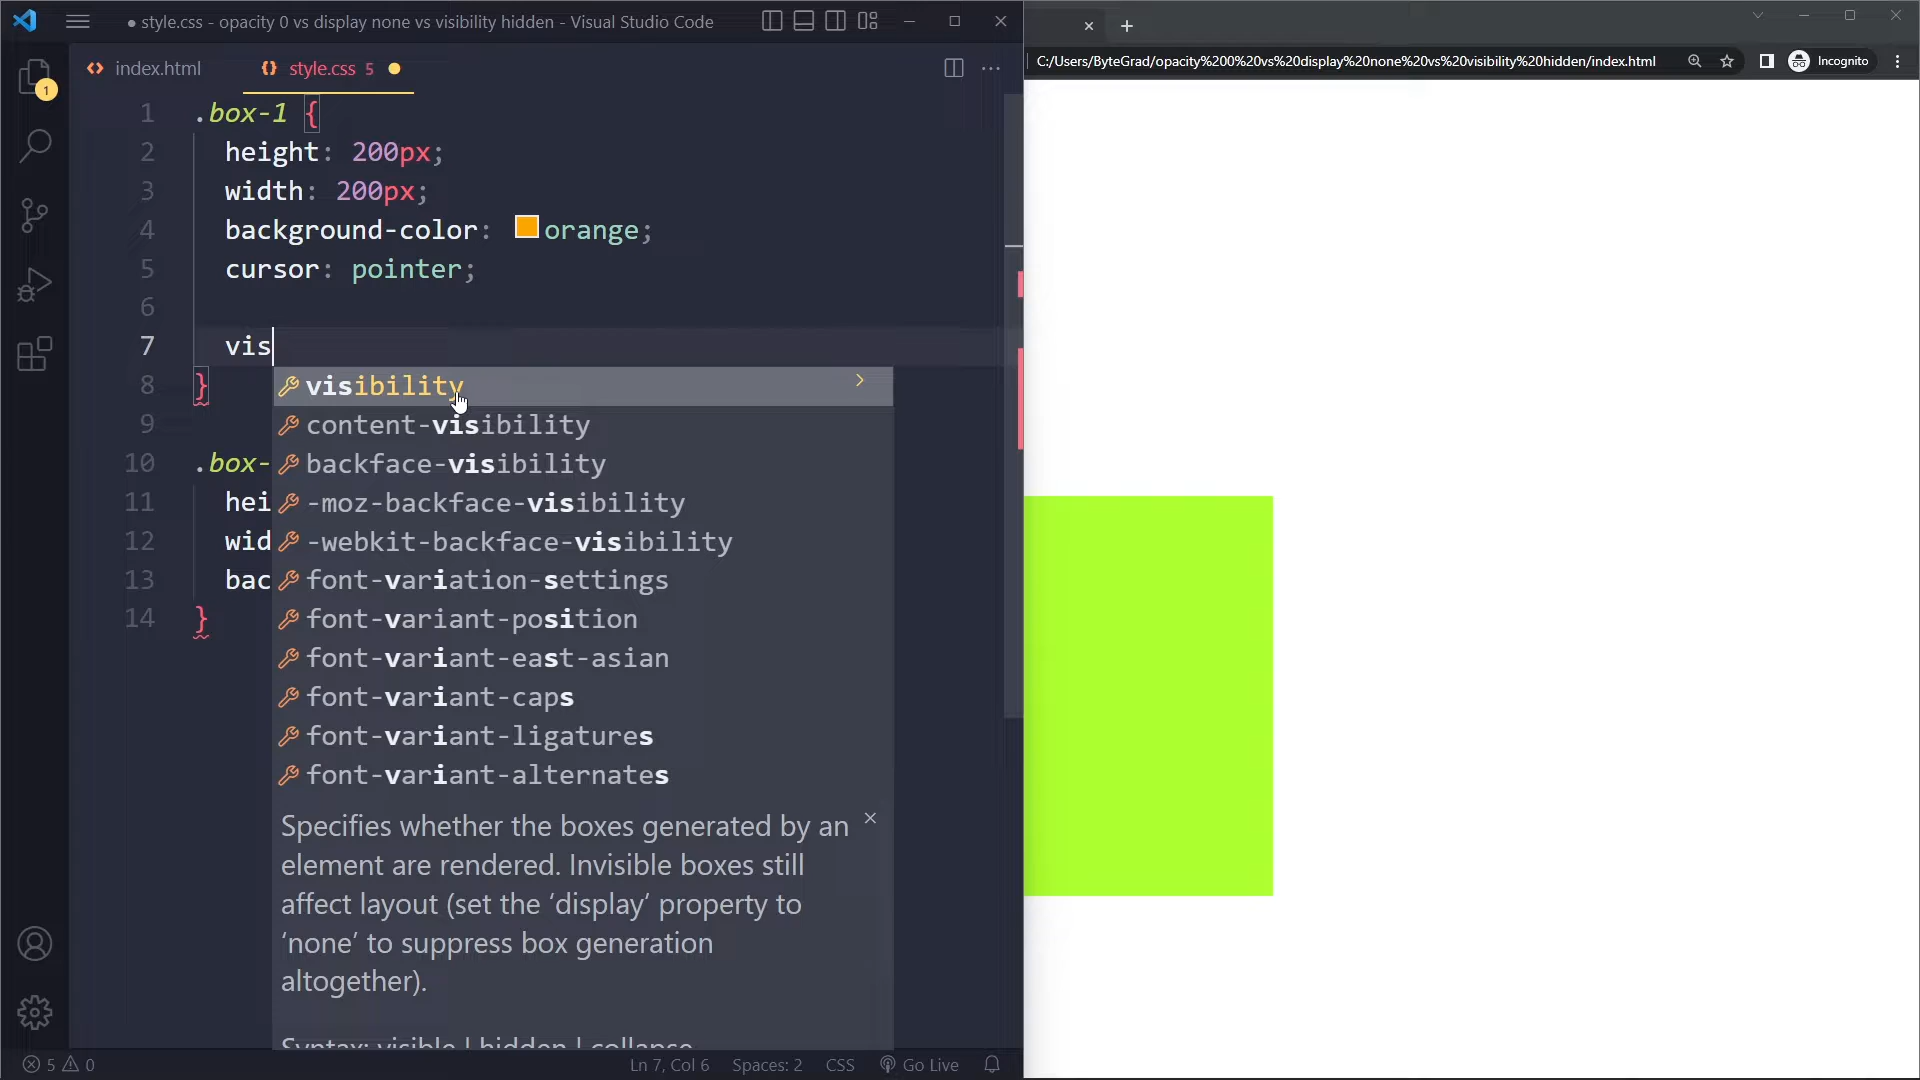 style.css - opacity 0 vs display none vs visibility hidden - Visual Studio Code
index.html
style.css 5
C:/Users/ByteGrad/opacity%200%20vs%20display%20none%20vs%20visibility%20hidden/index.html
Incognito
1
1 .box-1 {
2 height: 200px;
3 width: 200px;
4 background-color: orange;
5 cursor: pointer;
6
7 vis
8 }
9
10 .box-
11 hei
12 wid
13 bac
14 }
visibility
content-visibility
backface-visibility
-moz-backface-visibility
-webkit-backface-visibility
font-variation-settings
font-variant-position
font-variant-east-asian
font-variant-caps
font-variant-ligatures
font-variant-alternates
Specifies whether the boxes generated by an
element are rendered. Invisible boxes still
affect layout (set the ‘display’ property to
‘none’ to suppress box generation
altogether).
Syntax: visible | hidden | collapse
5 0
Ln 7, Col 6
Spaces: 2
CSS
Go Live